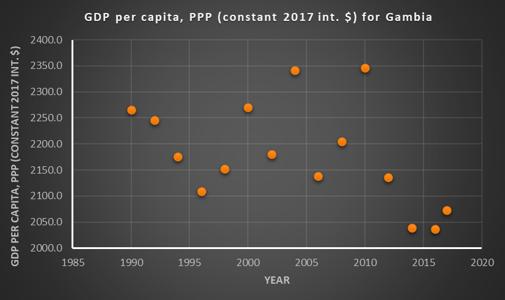 GDP per capita, PPP (constant 2017 int. $) for Gambia
GDP PER CAPITA, PPP (CONSTANT 2017 INT. $)
2400.0
2350.0
2300.0
2250.0
2200.0
2150.0
2100.0
2050.0
2000.0
1985 1990 1995 2000 2005 2010 2015 2020
YEAR